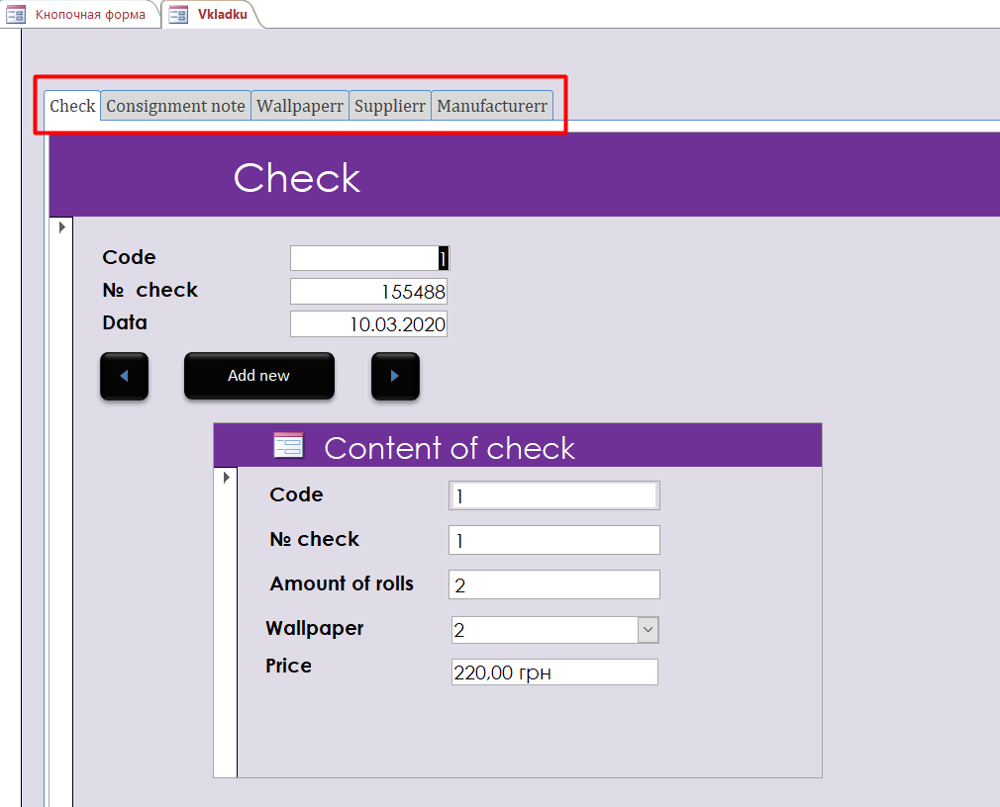 Кнопочная форма Vkladku
Check Consignment note Wallpaperr Supplierr Manufacturerr
Check
Code 1
№ check 155488
Data 10.03.2020
Add new
Content of check
Code 1
№ check 1
Amount of rolls 2
Wallpaper 2
Price 220,00 грн